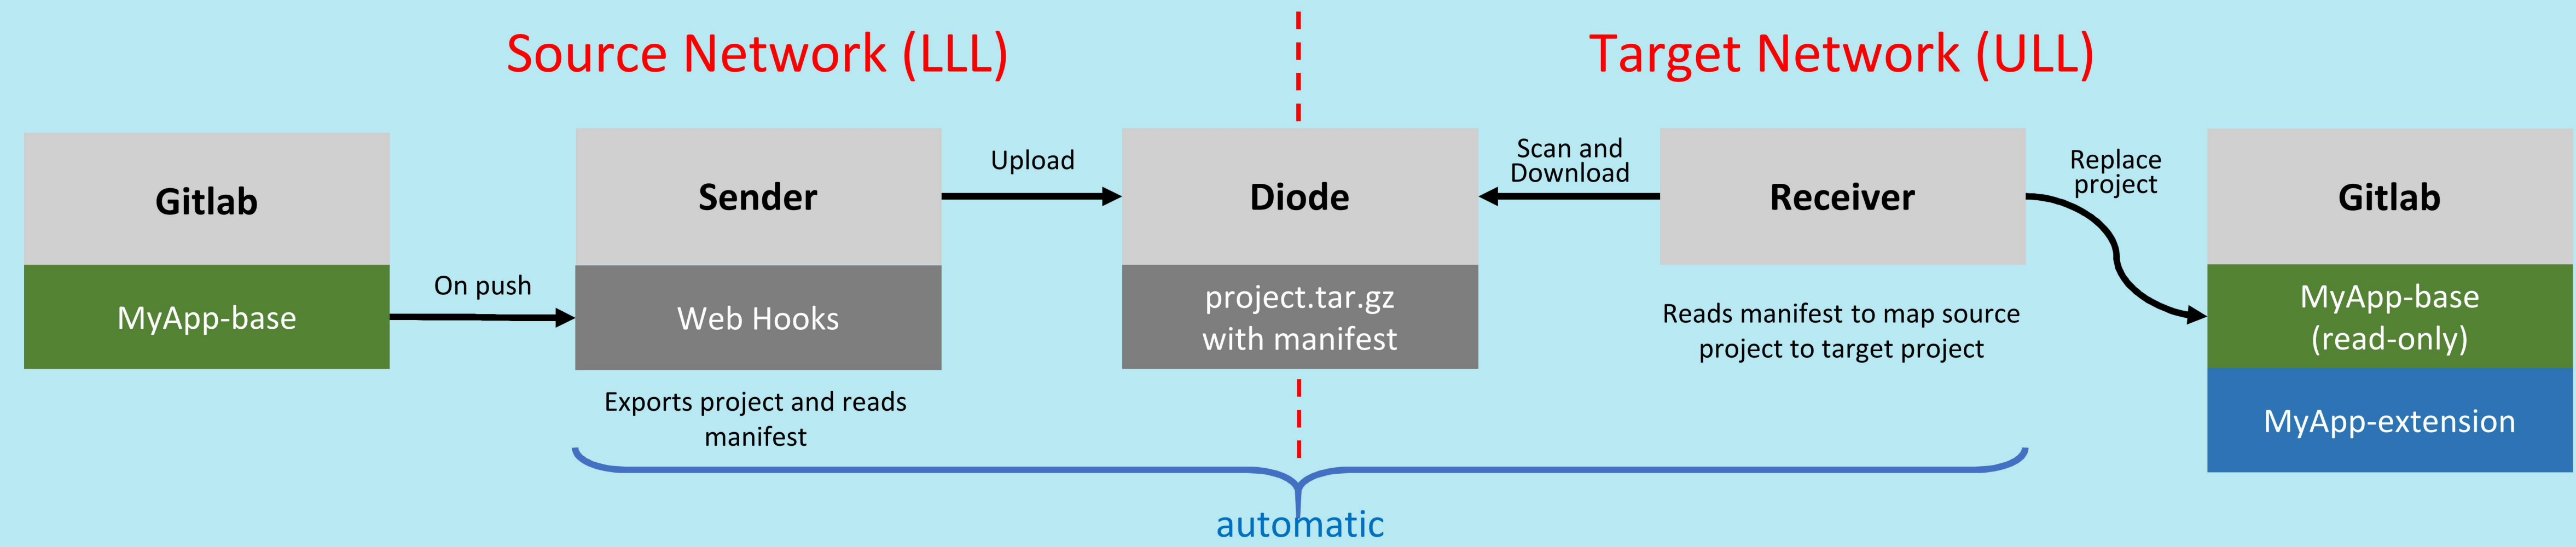 Source Network (LLL)
Target Network (ULL)
Gitlab
MyApp-base
On push
Sender
Web Hooks
Exports project and reads
manifest
Upload
Diode
project.tar.gz
with manifest
Scan and
Download
Receiver
Reads manifest to map source
project to target project
Replace
project
Gitlab
MyApp-base
(read-only)
MyApp-extension
automatic